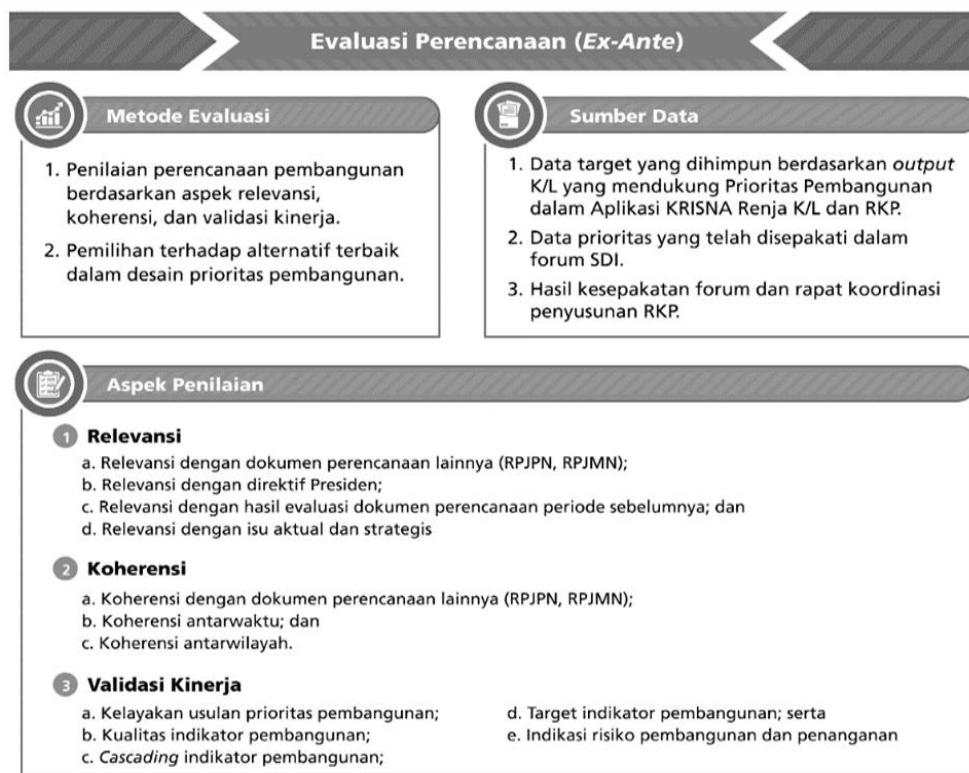 Evaluasi Perencanaan (Ex-Ante)
Metode Evaluasi
1. Penilaian perencanaan pembangunan
berdasarkan aspek relevansi,
koherensi, dan validasi kinerja.
2. Pemilihan terhadap alternatif terbaik
dalam desain prioritas pembangunan.
Sumber Data
1. Data target yang dihimpun berdasarkan output
K/L yang mendukung Prioritas Pembangunan
dalam Aplikasi KRISNA Renja K/L dan RKP.
2. Data prioritas yang telah disepakati dalam
forum SDI.
3. Hasil kesepakatan forum dan rapat koordinasi
penyusunan RKP.
Aspek Penilaian
1 Relevansi
a. Relevansi dengan dokumen perencanaan lainnya (RPJPN, RPJMN);
b. Relevansi dengan direktif Presiden;
c. Relevansi dengan hasil evaluasi dokumen perencanaan periode sebelumnya; dan
d. Relevansi dengan isu aktual dan strategis
2 Koherensi
a. Koherensi dengan dokumen perencanaan lainnya (RPJPN, RPJMN);
b. Koherensi antarwaktu; dan
c. Koherensi antarwilayah.
3 Validasi Kinerja
a. Kelayakan usulan prioritas pembangunan;
b. Kualitas indikator pembangunan;
c. Cascading indikator pembangunan;
d. Target indikator pembangunan; serta
e. Indikasi risiko pembangunan dan penanganan